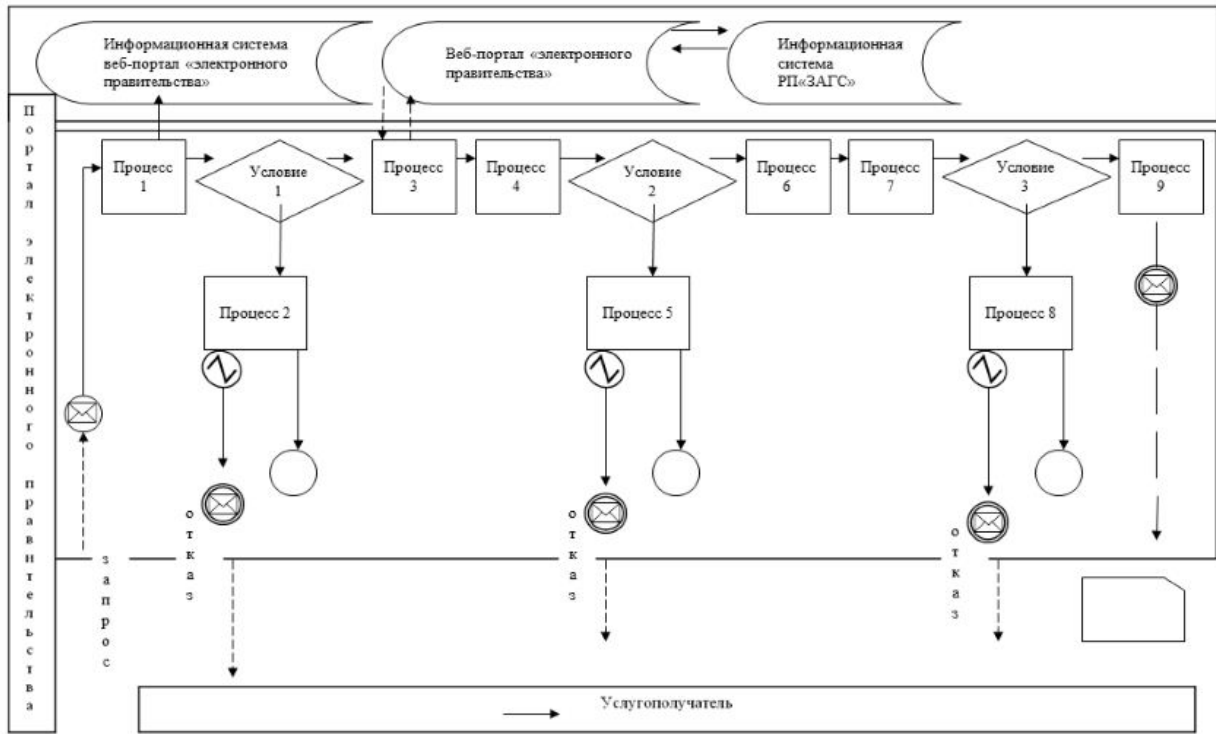 Информационная система
веб-портал «электронного
правительства»
Веб-портал «электронного
правительства»
Информационная
система
РП«ЗАГС»
Портал электронного правительства
Процесс
1
Условие
1
Процесс
3
Процесс
4
Условие
2
Процесс
6
Процесс
7
Условие
3
Процесс
9
Процесс 2
Процесс 5
Процесс 8
запрос
отказ
отказ
отказ
Услугополучатель